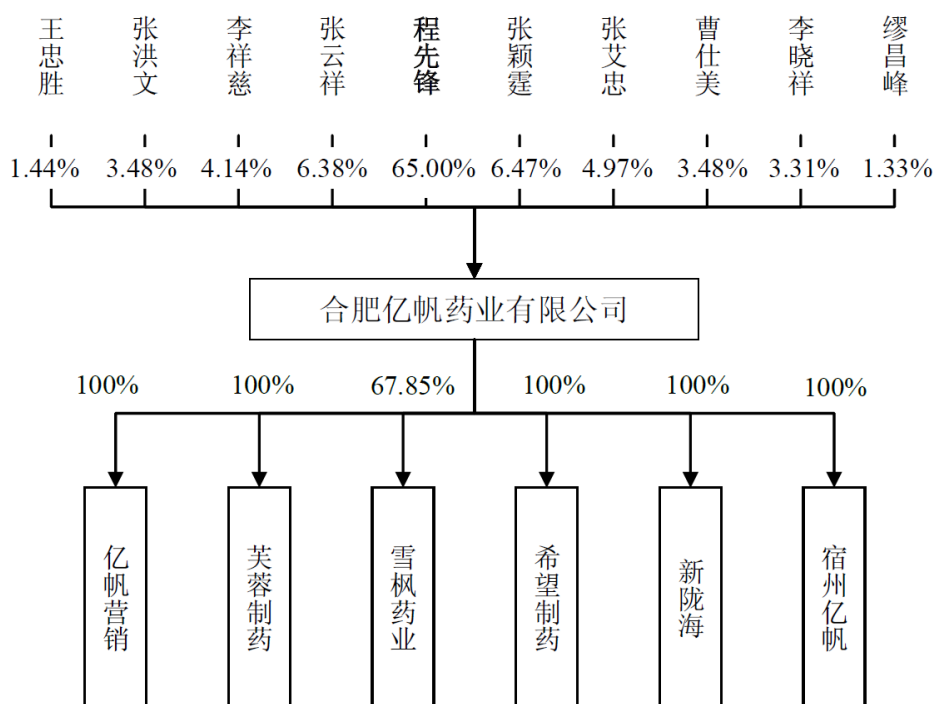 王忠胜
张洪文
李祥慈
张云祥
程先锋
张颖霆
张艾忠
曹仕美
李晓祥
缪昌峰
1.44%
3.48%
4.14%
6.38%
65.00%
6.47%
4.97%
3.48%
3.31%
1.33%
合肥亿帆药业有限公司
100%
100%
67.85%
100%
100%
100%
亿帆营销
芙蓉制药
雪枫药业
希望制药
新陇海
宿州亿帆